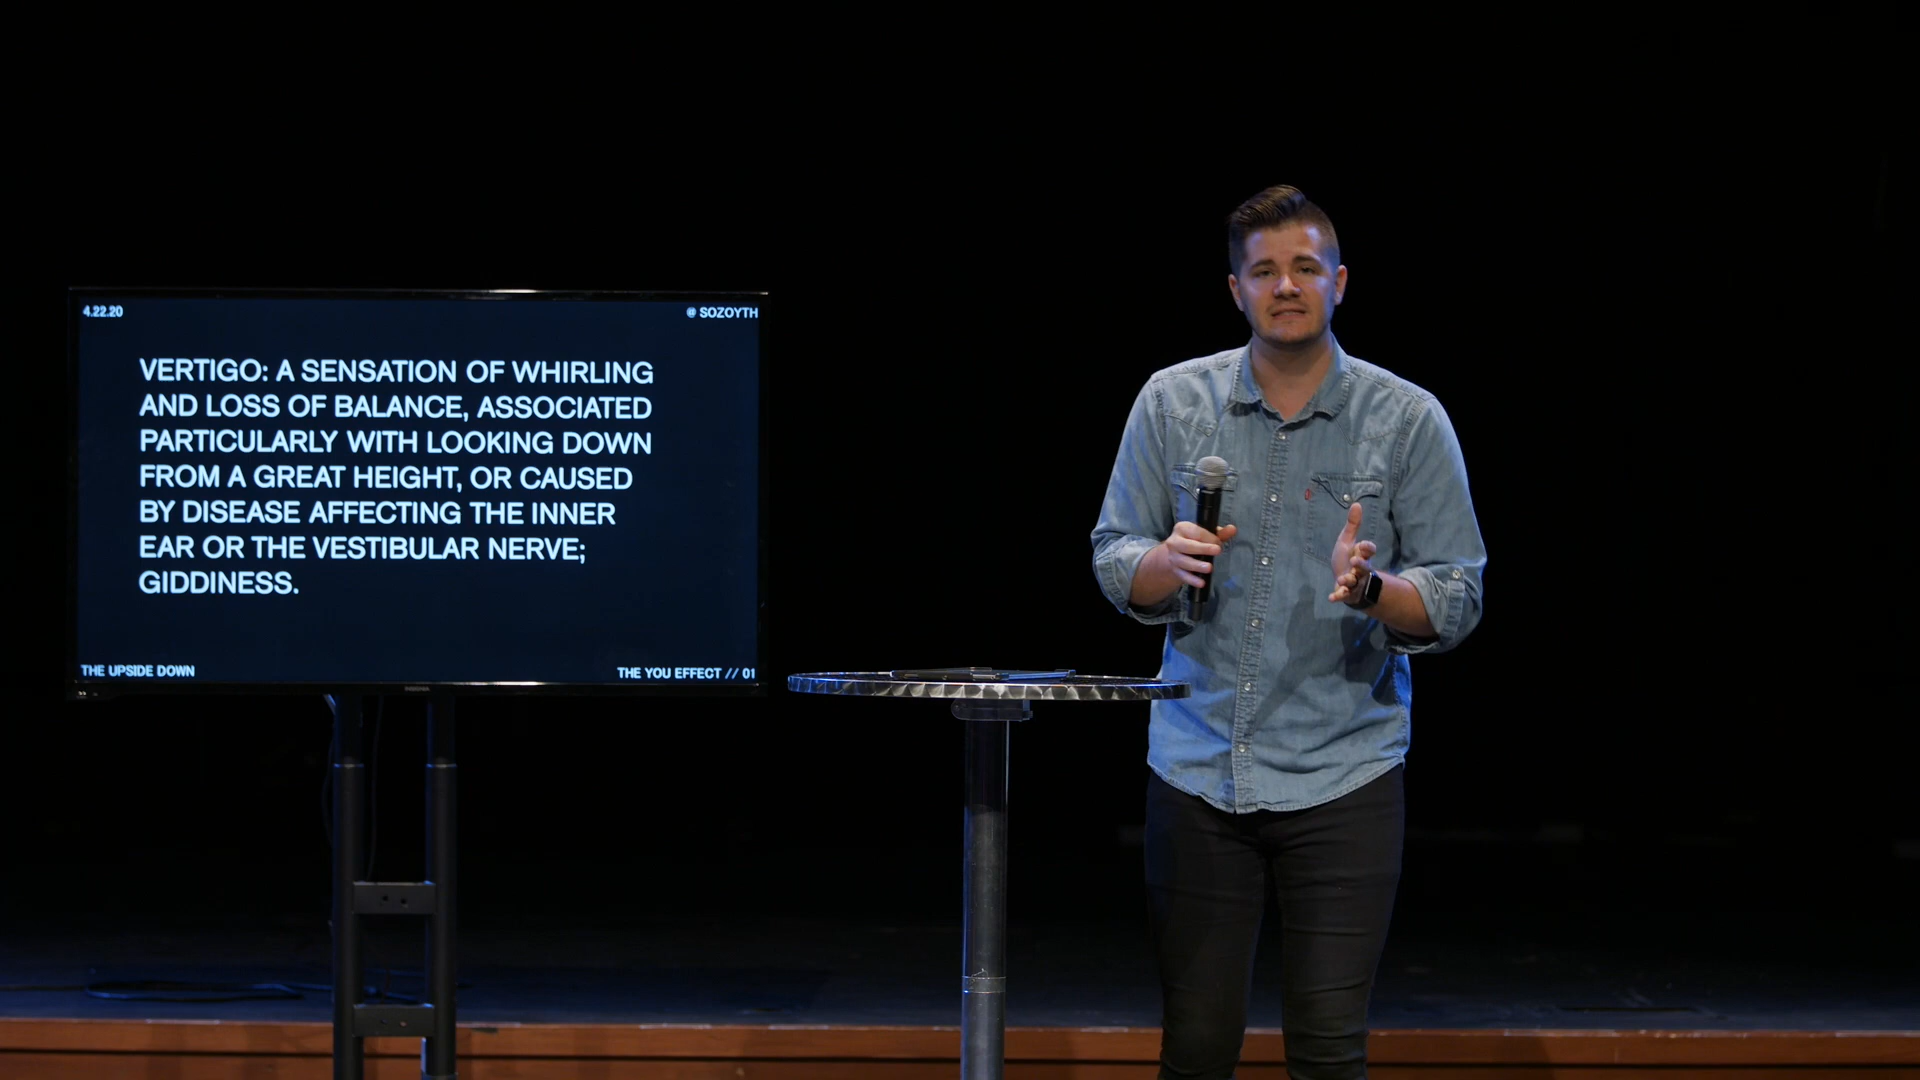 4.22.20
@ SOZOYTH
VERTIGO: A SENSATION OF WHIRLING
AND LOSS OF BALANCE, ASSOCIATED
PARTICULARLY WITH LOOKING DOWN
FROM A GREAT HEIGHT, OR CAUSED
BY DISEASE AFFECTING THE INNER
EAR OR THE VESTIBULAR NERVE;
GIDDINESS.
THE UPSIDE DOWN
THE YOU EFFECT // 01